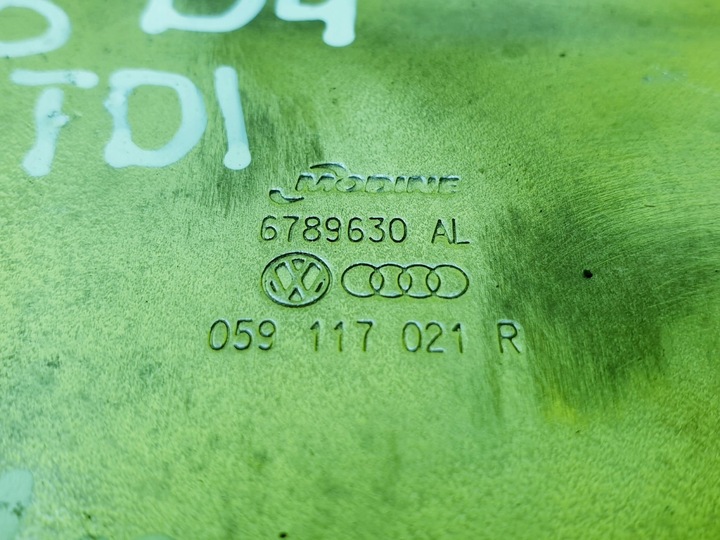 D4
TDI
MODINE
6789630 AL
059 117 021 R